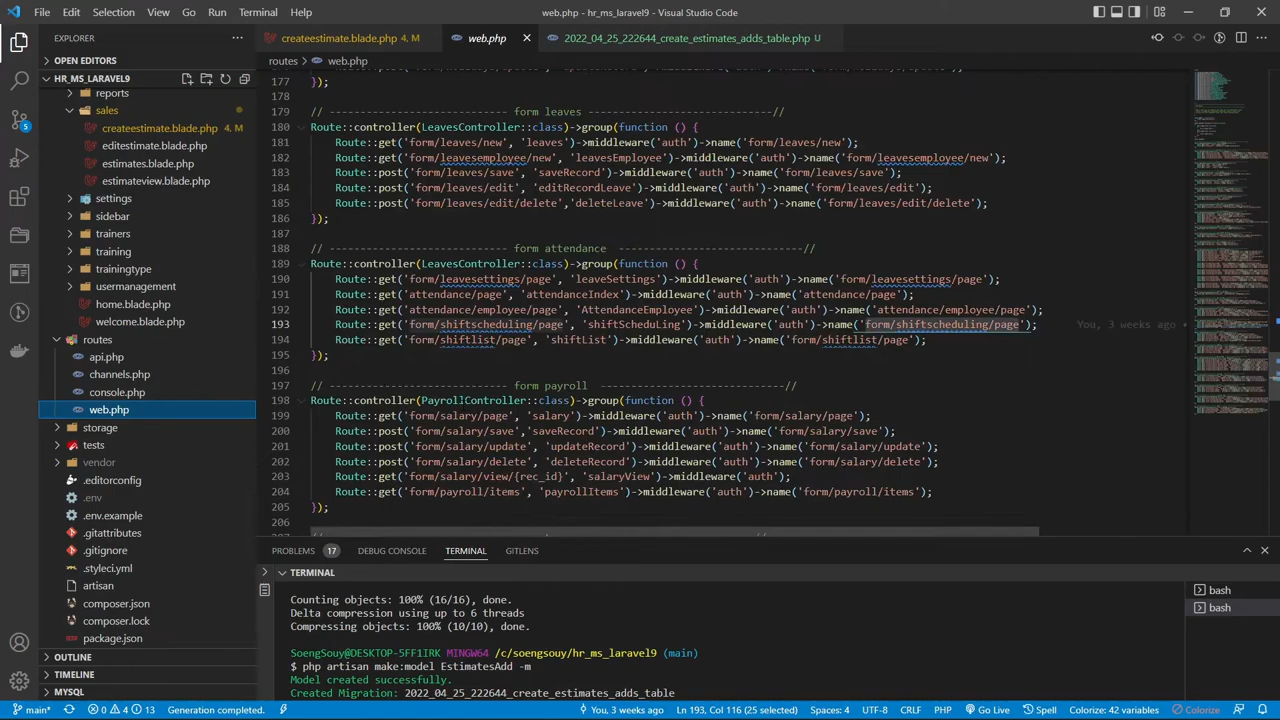 File Edit Selection View Go Run Terminal Help
web.php - hr_ms_laravel9 - Visual Studio Code
EXPLORER
OPEN EDITORS
HR_MS_LARAVEL9
reports
sales
createestimate.blade.php 4, M
editestimate.blade.php
estimates.blade.php
estimateview.blade.php
settings
sidebar
trainers
training
trainingtype
usermanagement
home.blade.php
welcome.blade.php
routes
api.php
channels.php
console.php
web.php
storage
tests
vendor
.editorconfig
.env
.env.example
.gitattributes
.gitignore
.styleci.yml
artisan
composer.json
composer.lock
package.json
OUTLINE
TIMELINE
MYSQL
5
createestimate.blade.php 4, M
web.php
2022_04_25_222644_create_estimates_adds_table.php U
routes > web.php
177 });
178
179 // ----------------------------- form leaves ------------------------------//
180 Route::controller(LeavesController::class)->group(function () {
181 Route::get('form/leaves/new', 'leaves')->middleware('auth')->name('form/leaves/new');
182 Route::get('form/leavesemployee/new', 'leavesEmployee')->middleware('auth')->name('form/leavesemployee/new');
183 Route::post('form/leaves/save','saveRecord')->middleware('auth')->name('form/leaves/save');
184 Route::post('form/leaves/edit', 'editRecordLeave')->middleware('auth')->name('form/leaves/edit');
185 Route::post('form/leaves/edit/delete','deleteLeave')->middleware('auth')->name('form/leaves/edit/delete');
186 });
187
188 // ----------------------------- form attendance ------------------------------//
189 Route::controller(LeavesController::class)->group(function () {
190 Route::get('form/leavesettings/page', 'leaveSettings')->middleware('auth')->name('form/leavesettings/page');
191 Route::get('attendance/page', 'attendanceIndex')->middleware('auth')->name('attendance/page');
192 Route::get('attendance/employee/page', 'AttendanceEmployee')->middleware('auth')->name('attendance/employee/page');
193 Route::get('form/shiftscheduling/page', 'shiftScheduLing')->middleware('auth')->name('form/shiftscheduling/page'); You, 3 weeks ago •
194 Route::get('form/shiftlist/page', 'shiftList')->middleware('auth')->name('form/shiftlist/page');
195 });
196
197 // ----------------------------- form payroll ------------------------------//
198 Route::controller(PayrollController::class)->group(function () {
199 Route::get('form/salary/page', 'salary')->middleware('auth')->name('form/salary/page');
200 Route::post('form/salary/save','saveRecord')->middleware('auth')->name('form/salary/save');
201 Route::post('form/salary/update', 'updateRecord')->middleware('auth')->name('form/salary/update');
202 Route::post('form/salary/delete', 'deleteRecord')->middleware('auth')->name('form/salary/delete');
203 Route::get('form/salary/view/{rec_id}', 'salaryView')->middleware('auth');
204 Route::get('form/payroll/items', 'payrollItems')->middleware('auth')->name('form/payroll/items');
205 });
206
PROBLEMS 17 DEBUG CONSOLE TERMINAL GITLENS
TERMINAL
Counting objects: 100% (16/16), done.
Delta compression using up to 6 threads
Compressing objects: 100% (10/10), done.
SoengSouy@DESKTOP-5FF1IRK MINGW64 /c/soengsouy/hr_ms_laravel9 (main)
$ php artisan make:model EstimatesAdd -m
Model created successfully.
Created Migration: 2022_04_25_222644_create_estimates_adds_table
bash
bash
main* 0 4 13 Generation completed. You, 3 weeks ago Ln 193, Col 116 (25 selected) Spaces: 4 UTF-8 CRLF PHP Go Live Spell Colorize: 42 variables Colorize